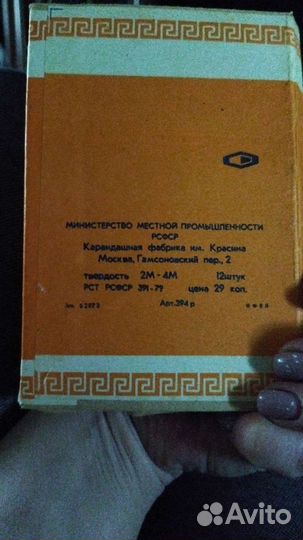 МИНИСТЕРСТВО МЕСТНОЙ ПРОМЫШЛЕННОСТИ
РСФСР
Карандашная фабрика им. Красина
Москва, Гамсоновский пер., 2
твердость 2М-4М 12штук
РСТ РСФСР 391-79 цена 29 коп.
Арт.394 р
Avito